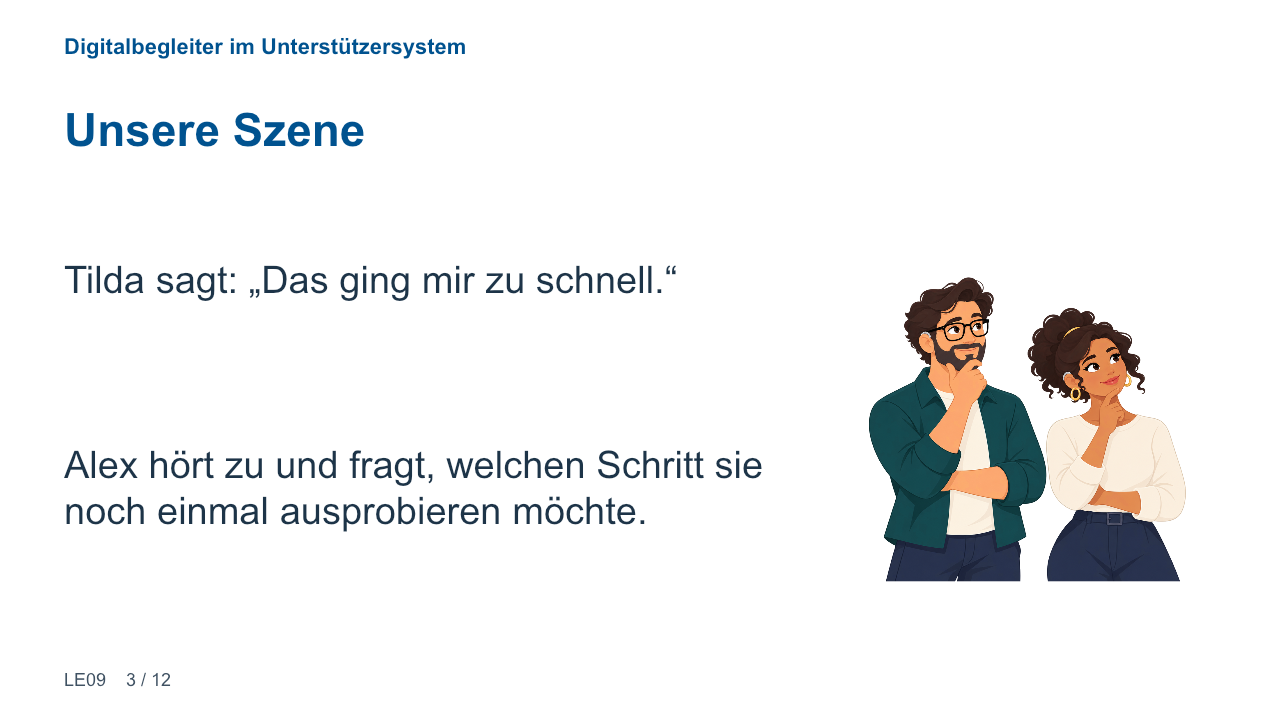 Digitalbegleiter im Unterstützersystem
Unsere Szene
Tilda sagt: „Das ging mir zu schnell.“
Alex hört zu und fragt, welchen Schritt sie
noch einmal ausprobieren möchte.
LE09 3 / 12